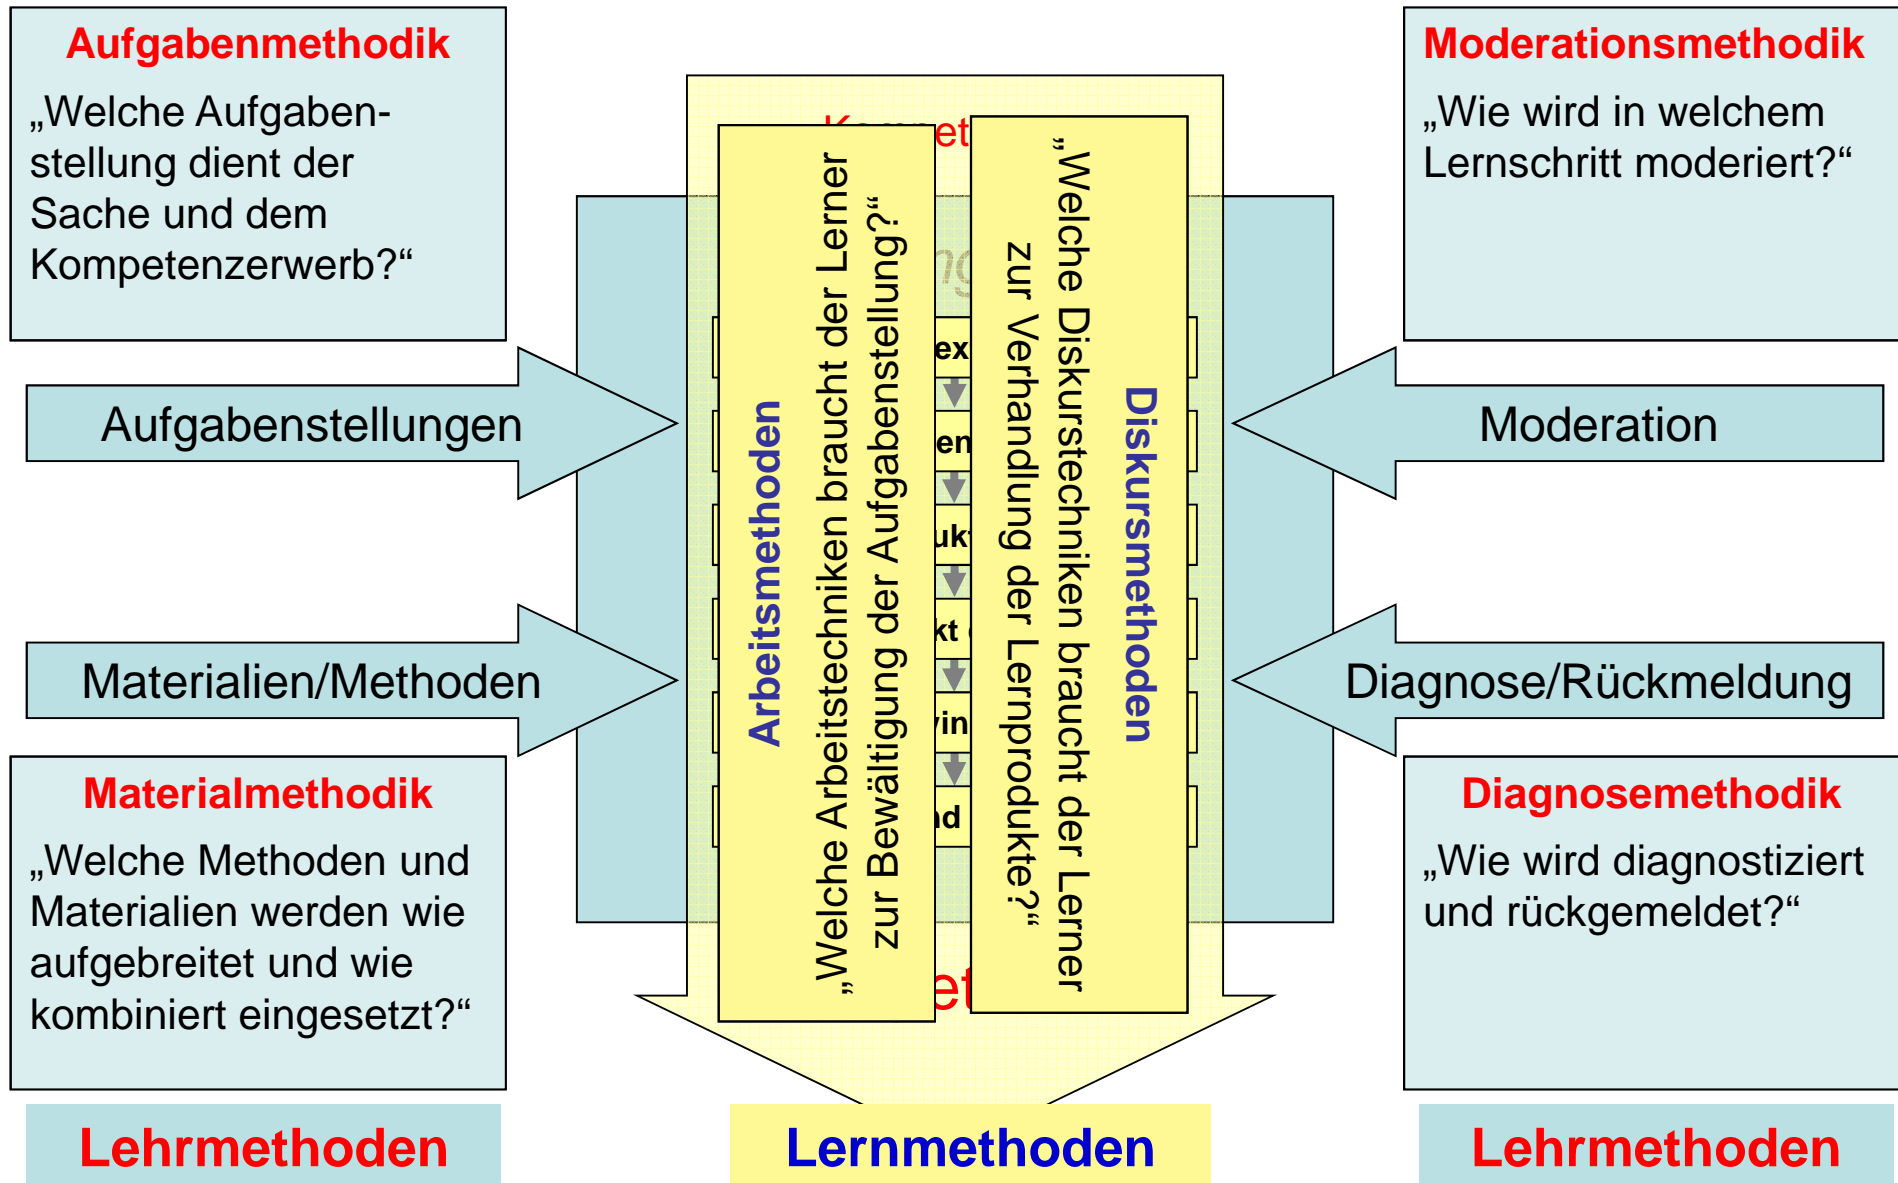 Aufgabenmethodik
„Welche Aufgaben-
stellung dient der
Sache und dem
Kompetenzerwerb?“
Aufgabenstellungen
Materialien/Methoden
Materialmethodik
„Welche Methoden und
Materialien werden wie
aufgebreitet und wie
kombiniert eingesetzt?“
Lehrmethoden
Arbeitsmethoden
„Welche Arbeitstechniken braucht der Lerner
zur Bewältigung der Aufgabenstellung?“
Diskursmethoden
„Welche Diskurstechniken braucht der Lerner
zur Verhandlung der Lernprodukte?“
Lernmethoden
Moderationsmethodik
„Wie wird in welchem
Lernschritt moderiert?“
Moderation
Diagnose/Rückmeldung
Diagnosemethodik
„Wie wird diagnostiziert
und rückgemeldet?“
Lehrmethoden